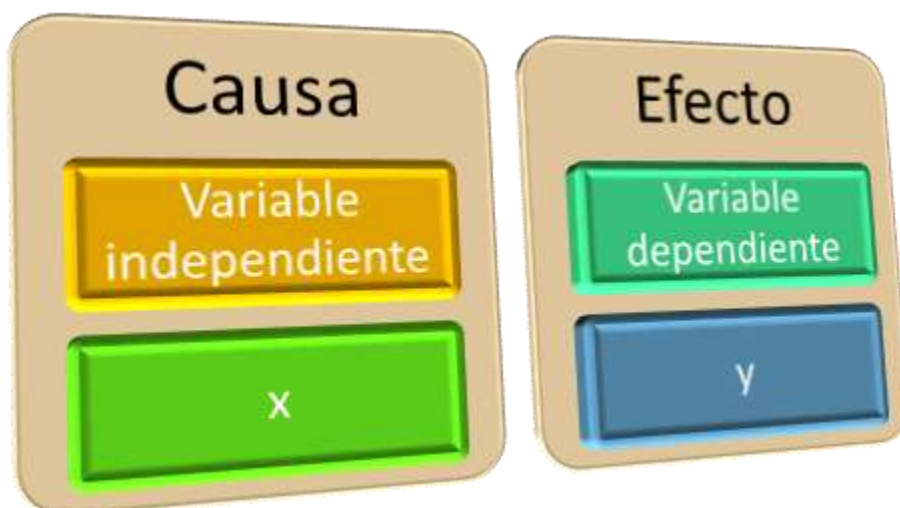 Causa
Variable
independiente
x
Efecto
Variable
dependiente
y